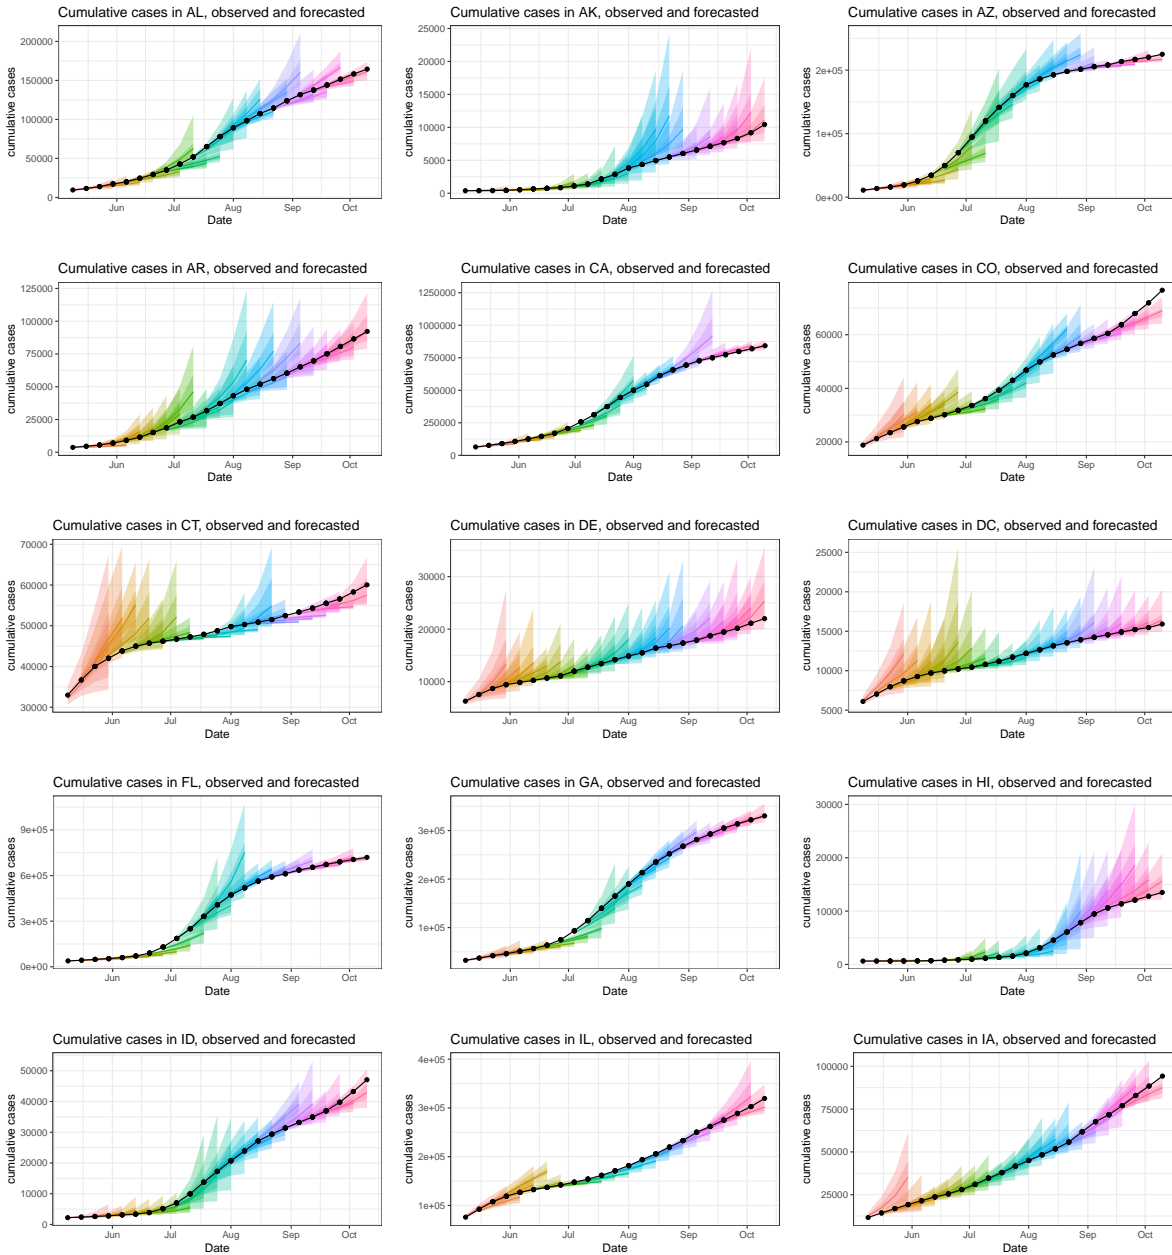 Cumulative cases in AL, observed and forecasted
cumulative cases
200000
150000
100000
50000
0
Jun Jul Aug Sep Oct
Date
Cumulative cases in AK, observed and forecasted
cumulative cases
25000
20000
15000
10000
5000
0
Jun Jul Aug Sep Oct
Date
Cumulative cases in AZ, observed and forecasted
cumulative cases
2e+05
1e+05
0e+00
Jun Jul Aug Sep Oct
Date
Cumulative cases in AR, observed and forecasted
cumulative cases
125000
100000
75000
50000
25000
0
Jun Jul Aug Sep Oct
Date
Cumulative cases in CA, observed and forecasted
cumulative cases
1250000
1000000
750000
500000
250000
0
Jun Jul Aug Sep Oct
Date
Cumulative cases in CO, observed and forecasted
cumulative cases
60000
40000
20000
Jun Jul Aug Sep Oct
Date
Cumulative cases in CT, observed and forecasted
cumulative cases
70000
60000
50000
40000
30000
Jun Jul Aug Sep Oct
Date
Cumulative cases in DE, observed and forecasted
cumulative cases
30000
20000
10000
Jun Jul Aug Sep Oct
Date
Cumulative cases in DC, observed and forecasted
cumulative cases
25000
20000
15000
10000
5000
Jun Jul Aug Sep Oct
Date
Cumulative cases in FL, observed and forecasted
cumulative cases
9e+05
6e+05
3e+05
0e+00
Jun Jul Aug Sep Oct
Date
Cumulative cases in GA, observed and forecasted
cumulative cases
3e+05
2e+05
1e+05
Jun Jul Aug Sep Oct
Date
Cumulative cases in HI, observed and forecasted
cumulative cases
30000
20000
10000
0
Jun Jul Aug Sep Oct
Date
Cumulative cases in ID, observed and forecasted
cumulative cases
50000
40000
30000
20000
10000
0
Jun Jul Aug Sep Oct
Date
Cumulative cases in IL, observed and forecasted
cumulative cases
4e+05
3e+05
2e+05
1e+05
Jun Jul Aug Sep Oct
Date
Cumulative cases in IA, observed and forecasted
cumulative cases
100000
75000
50000
25000
Jun Jul Aug Sep Oct
Date